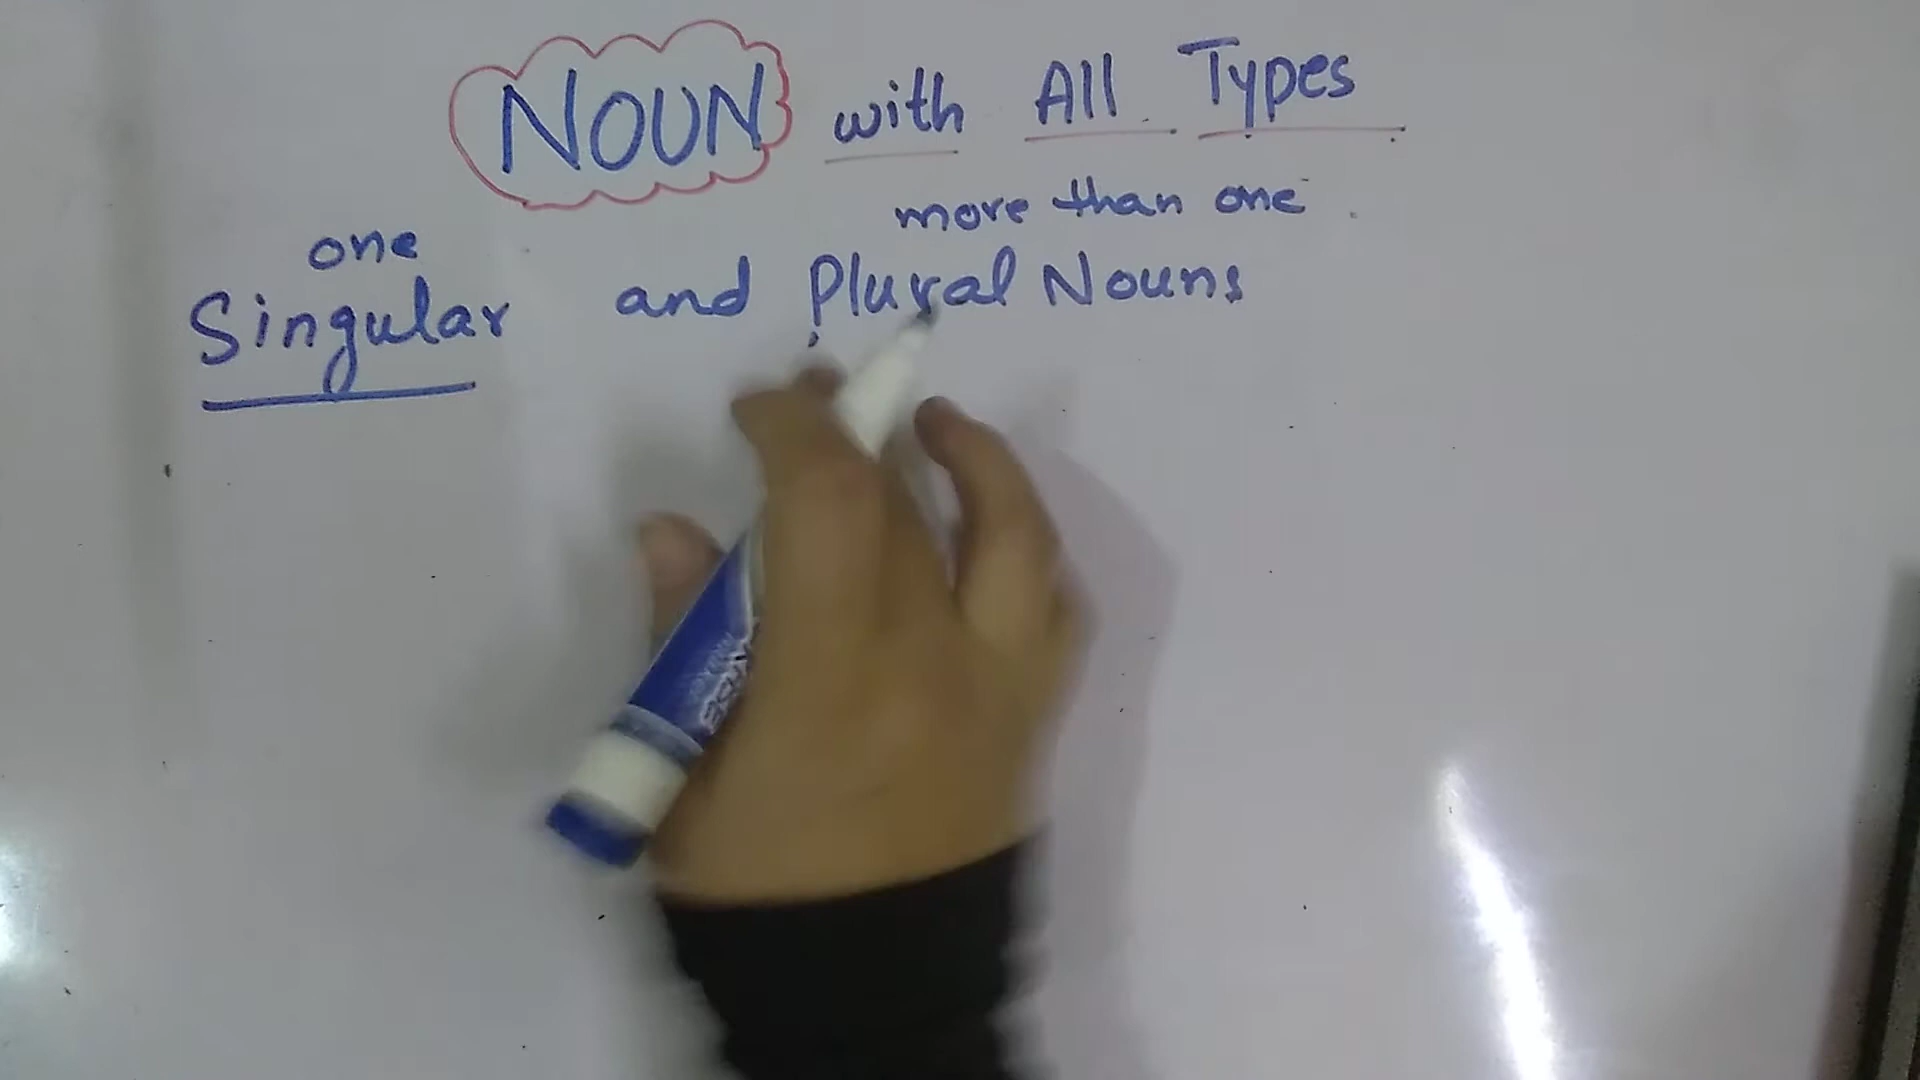 NOUN with All Types
one more than one
Singular and Plural Nouns